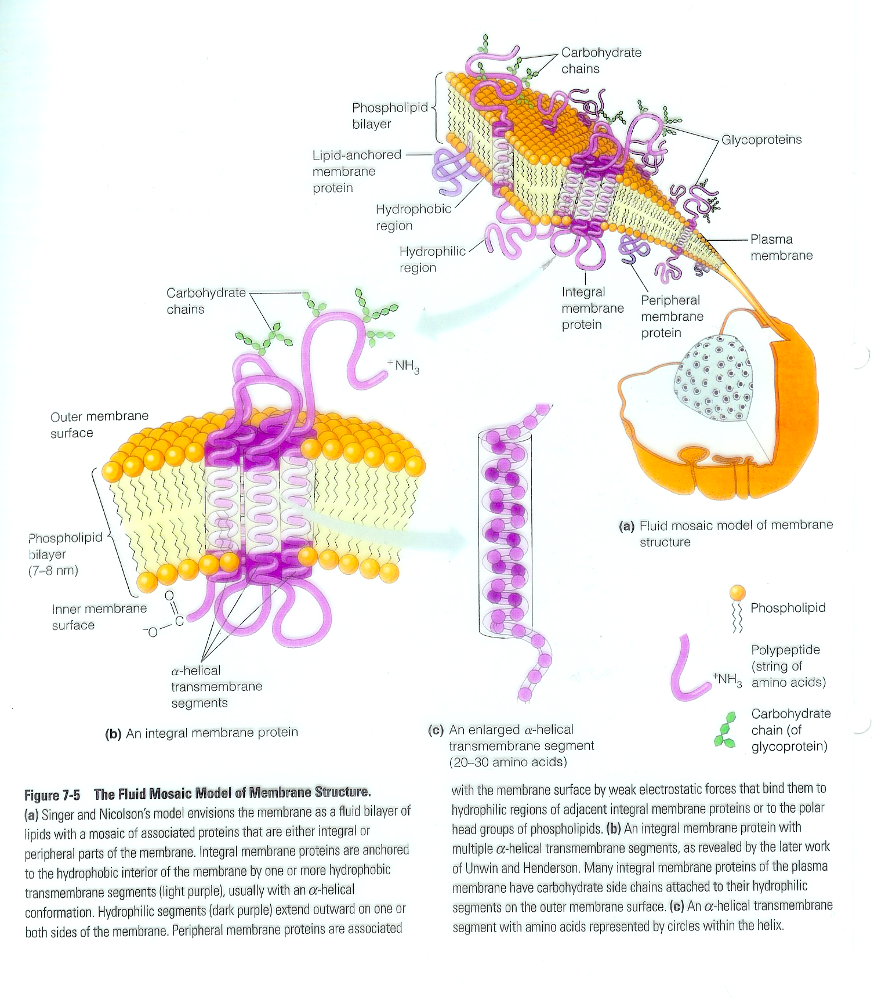 Carbohydrate
chains
Phospholipid
bilayer
Glycoproteins
Lipid-anchored
membrane
protein
Hydrophobic
region
Hydrophilic
region
Plasma
membrane
Integral
membrane
protein
Peripheral
membrane
protein
(a) Fluid mosaic model of membrane
structure
Carbohydrate
chains
⁺NH₃
Outer membrane
surface
Phospholipid
bilayer
(7–8 nm)
Inner membrane
surface
O
C
⁻O
α-helical
transmembrane
segments
(b) An integral membrane protein
(c) An enlarged α-helical
transmembrane segment
(20–30 amino acids)
Phospholipid
Polypeptide
(string of
amino acids)
⁺NH₃
Carbohydrate
chain (of
glycoprotein)
Figure 7-5 The Fluid Mosaic Model of Membrane Structure.
(a) Singer and Nicolson's model envisions the membrane as a fluid bilayer of
lipids with a mosaic of associated proteins that are either integral or
peripheral parts of the membrane. Integral membrane proteins are anchored
to the hydrophobic interior of the membrane by one or more hydrophobic
transmembrane segments (light purple), usually with an α-helical
conformation. Hydrophilic segments (dark purple) extend outward on one or
both sides of the membrane. Peripheral membrane proteins are associated
with the membrane surface by weak electrostatic forces that bind them to
hydrophilic regions of adjacent integral membrane proteins or to the polar
head groups of phospholipids. (b) An integral membrane protein with
multiple α-helical transmembrane segments, as revealed by the later work
of Unwin and Henderson. Many integral membrane proteins of the plasma
membrane have carbohydrate side chains attached to their hydrophilic
segments on the outer membrane surface. (c) An α-helical transmembrane
segment with amino acids represented by circles within the helix.